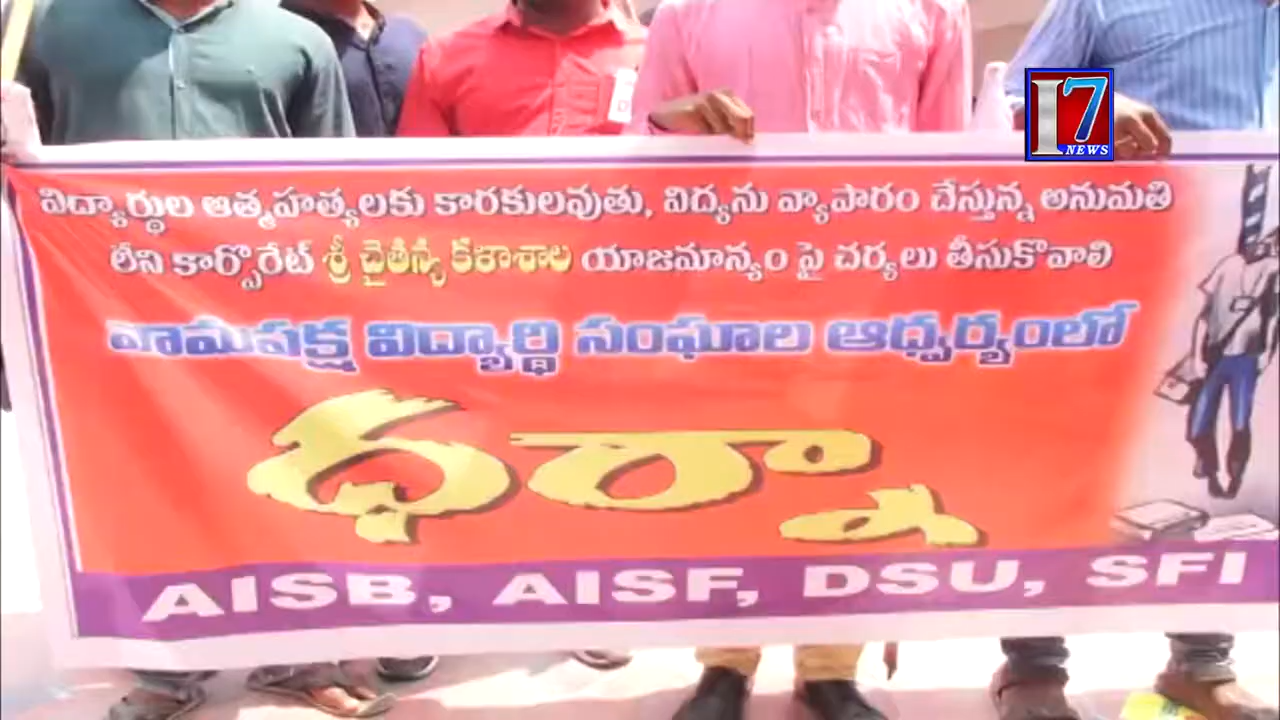 I7
NEWS
విద్యార్థుల ఆత్మహత్యలకు కారకులవుతు, విద్యను వ్యాపారం చేస్తున్న అనుమతి
లేని కార్పొరేట్ శ్రీ చైతన్య కళాశాల యాజమాన్యం పై చర్యలు తీసుకోవాలి
వామపక్ష విద్యార్థి సంఘాల ఆధ్వర్యంలో
ధర్నా
AISB, AISF, DSU, SFI